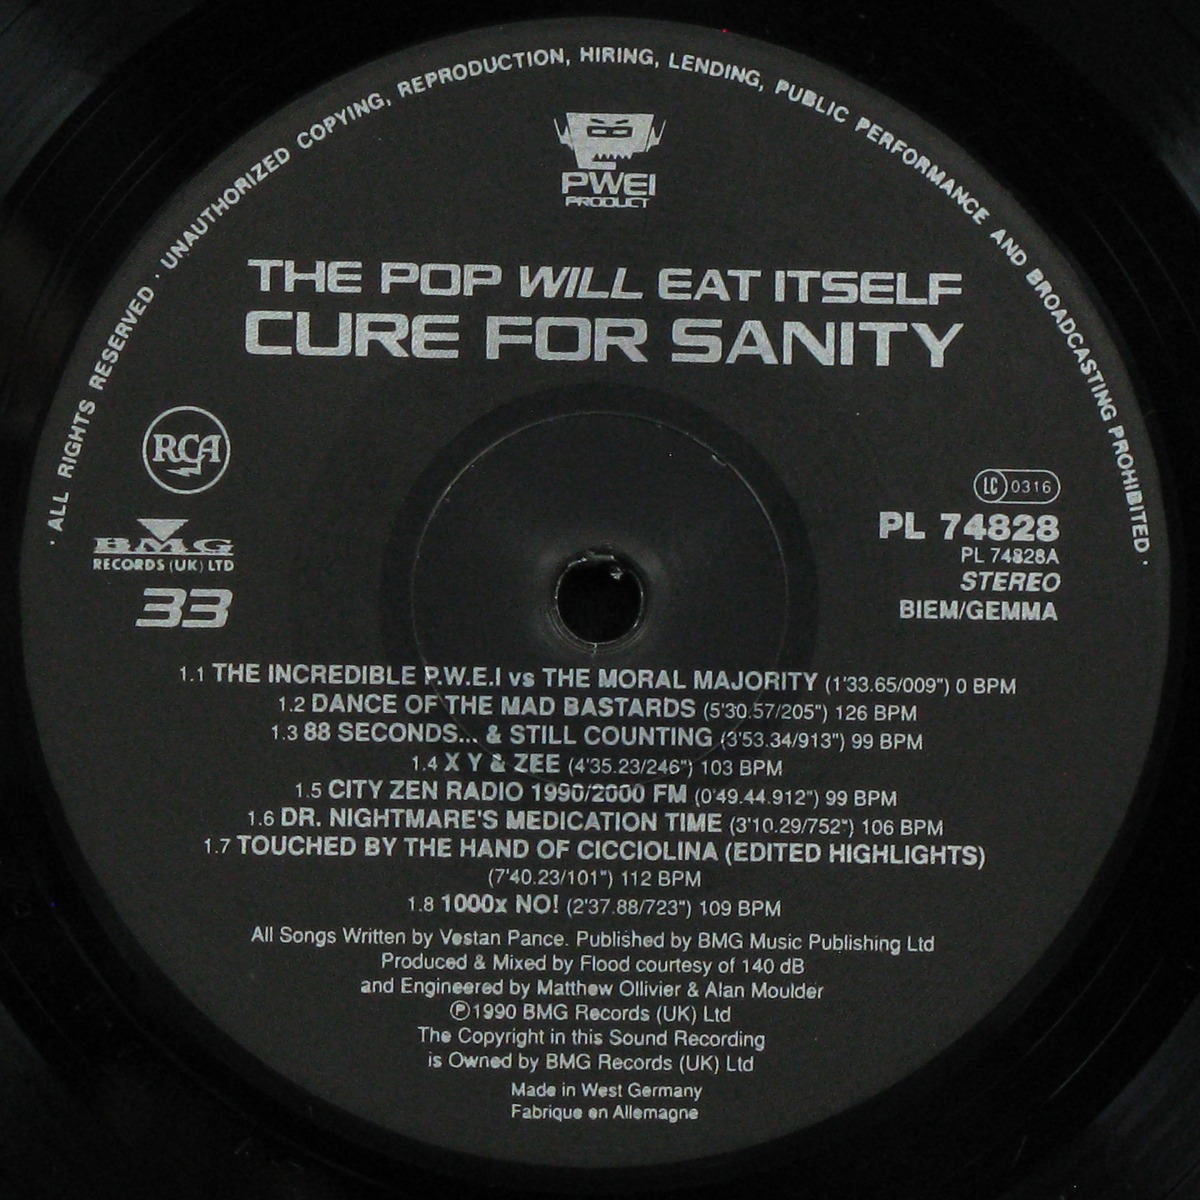 · ALL RIGHTS RESERVED · UNAUTHORIZED COPYING, REPRODUCTION, HIRING, LENDING, PUBLIC PERFORMANCE AND BROADCASTING PROHIBITED ·
PWEI
PRODUCT
THE POP WILL EAT ITSELF
CURE FOR SANITY
RCA
BMG
RECORDS (UK) LTD
33
LC 0316
PL 74828
PL 74828A
STEREO
BIEM/GEMMA
1.1 THE INCREDIBLE P.W.E.I vs THE MORAL MAJORITY (1'33.65/009") 0 BPM
1.2 DANCE OF THE MAD BASTARDS (5'30.57/205") 126 BPM
1.3 88 SECONDS... & STILL COUNTING (3'53.34/913") 99 BPM
1.4 X Y & ZEE (4'35.23/246") 103 BPM
1.5 CITY ZEN RADIO 1990/2000 FM (0'49.44.912") 99 BPM
1.6 DR. NIGHTMARE'S MEDICATION TIME (3'10.29/752") 106 BPM
1.7 TOUCHED BY THE HAND OF CICCIOLINA (EDITED HIGHLIGHTS)
(7'40.23/101") 112 BPM
1.8 1000x NO! (2'37.88/723") 109 BPM
All Songs Written by Vestan Pance. Published by BMG Music Publishing Ltd
Produced & Mixed by Flood courtesy of 140 dB
and Engineered by Matthew Ollivier & Alan Moulder
Ⓟ1990 BMG Records (UK) Ltd
The Copyright in this Sound Recording
is Owned by BMG Records (UK) Ltd
Made in West Germany
Fabrique en Allemagne